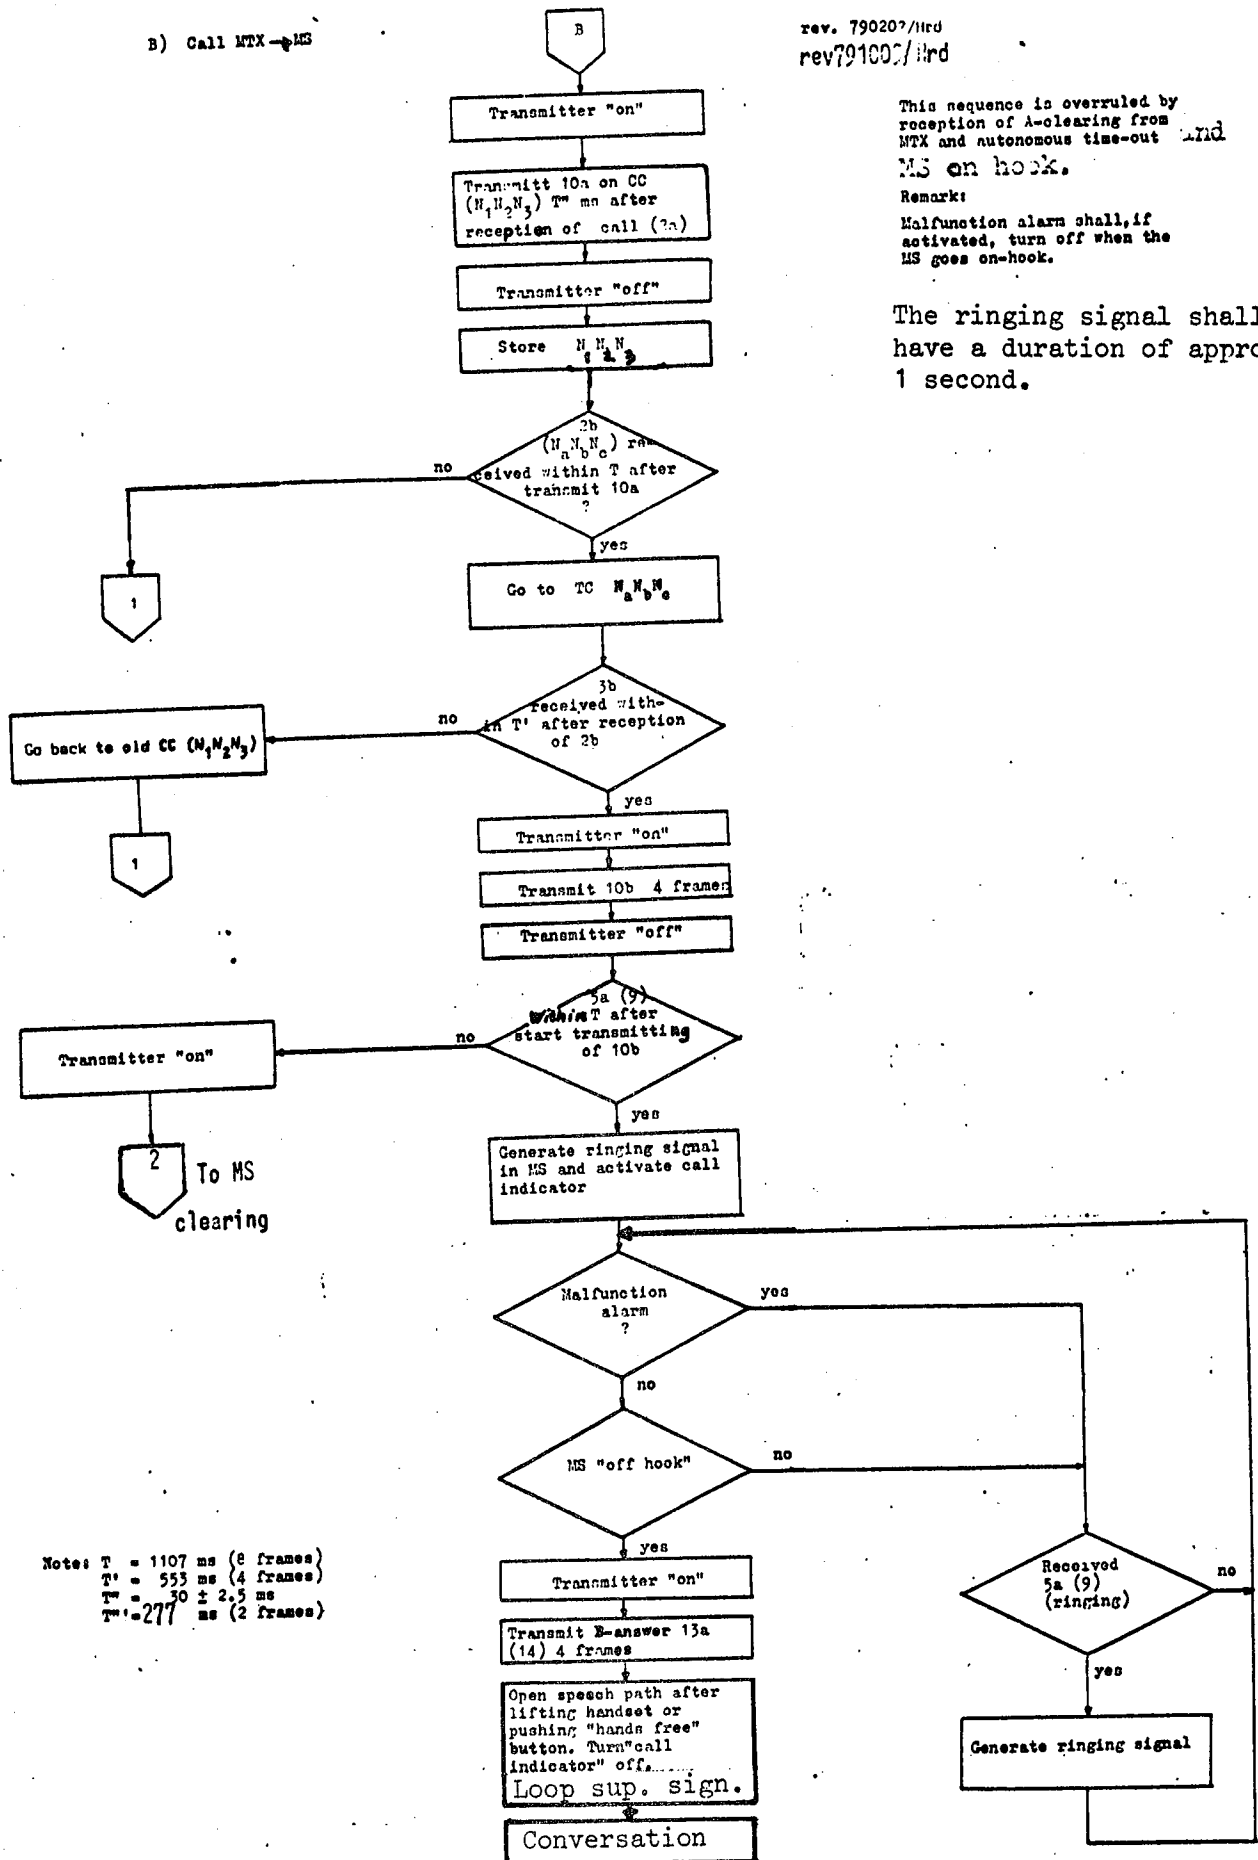 B) Call MTX → MS
B
rev. 790207/Hrd
rev791003/Hrd
This sequence is overruled by
reception of A-clearing from
MTX and autonomous time-out and
MS on hook.
Remark:
Malfunction alarm shall, if
activated, turn off when the
MS goes on-hook.
The ringing signal shall
have a duration of appro
1 second.
Transmitter "on"
Transmitt 10a on CC
(N1N2N3) T" ms after
reception of call (2a)
Transmitter "off"
Store N1N2N3
2b
(NaNbNc) re-
ceived within T after
transmit 10a
?
no
yes
1
Go to TC NaNbNc
3b
received with-
in T' after reception
of 2b
no
yes
Go back to old CC (N1N2N3)
1
Transmitter "on"
Transmit 10b 4 frames
Transmitter "off"
5a (9)
within T after
start transmitting
of 10b
no
yes
Transmitter "on"
2
To MS
clearing
Generate ringing signal
in MS and activate call
indicator
Malfunction
alarm
?
yes
no
MS "off hook"
no
yes
Note: T = 1107 ms (8 frames)
T' = 553 ms (4 frames)
T" = 30 ± 2.5 ms
T"' = 277 ms (2 frames)
Transmitter "on"
Transmit B-answer 13a
(14) 4 frames
Open speech path after
lifting handset or
pushing "hands free"
button. Turn "call
indicator" off.......
Loop sup. sign.
Conversation
Received
5a (9)
(ringing)
no
yes
Generate ringing signal